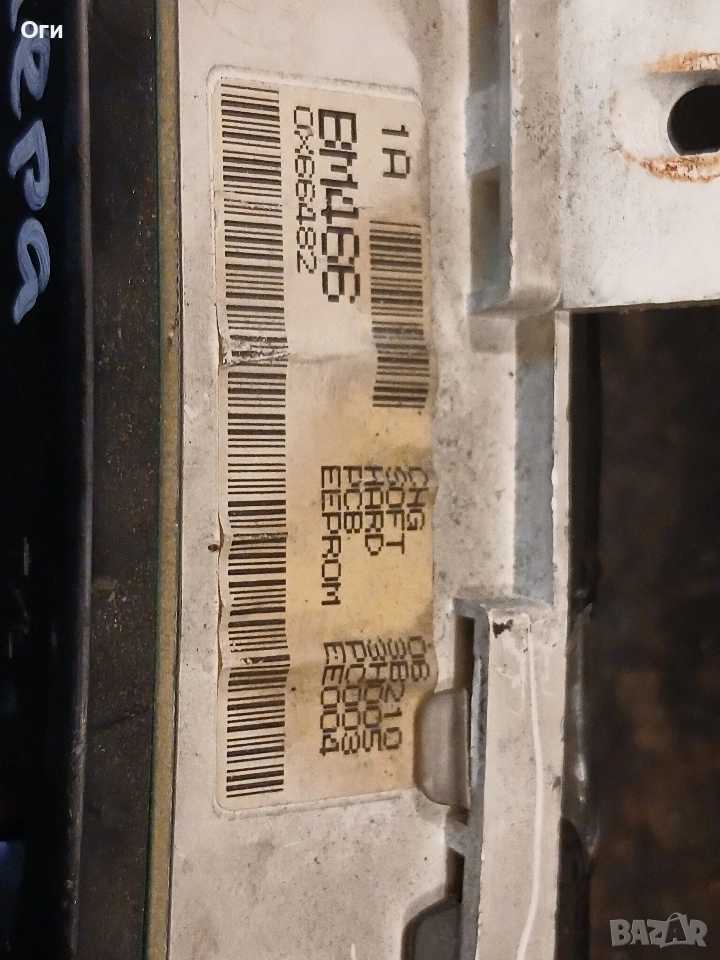 Оги
1A
EM466
0X66482
CHG 06
SOFT 3B210
HARD 3H005
PCB PC003
EEPROM EE004
BAZAR